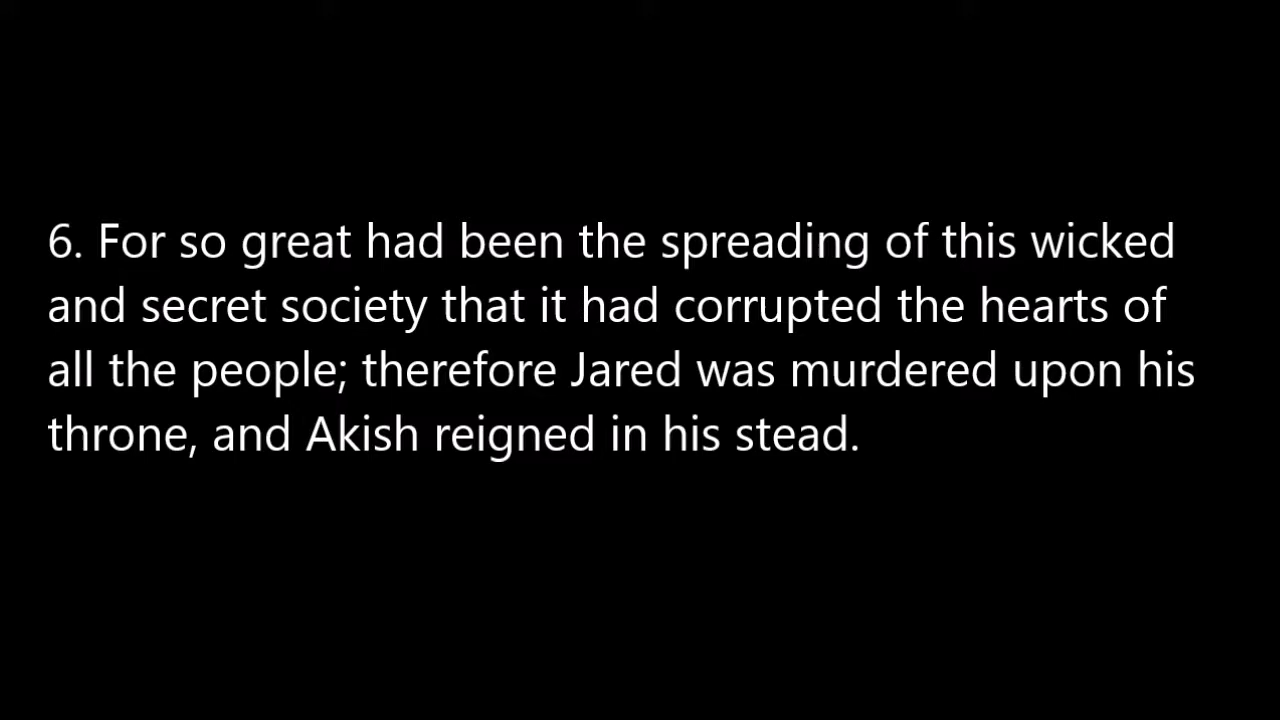 6. For so great had been the spreading of this wicked
and secret society that it had corrupted the hearts of
all the people; therefore Jared was murdered upon his
throne, and Akish reigned in his stead.